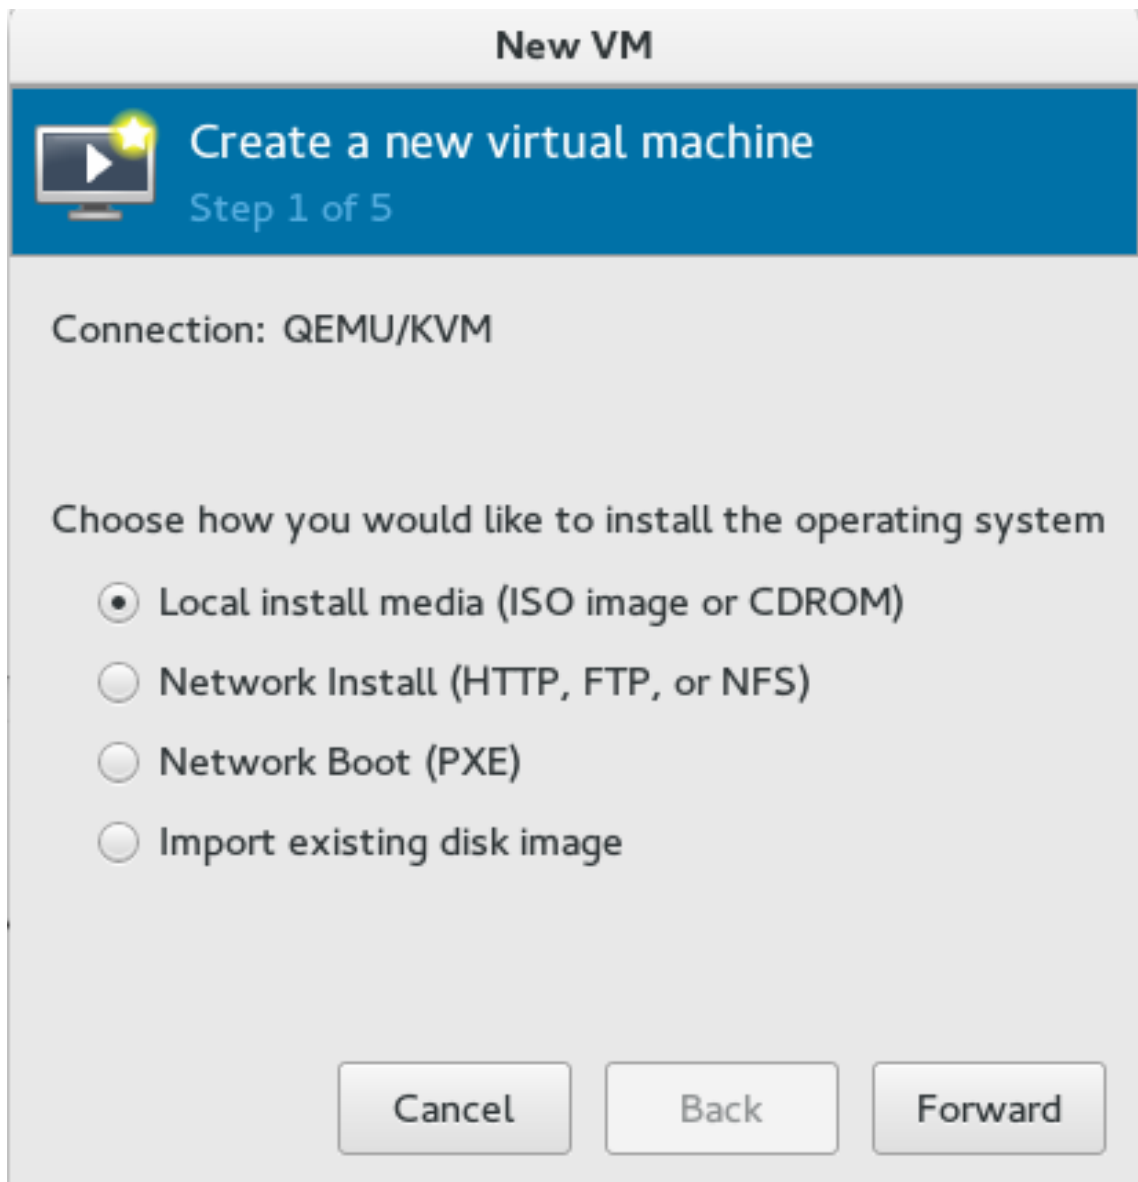 New VM
Create a new virtual machine
Step 1 of 5
Connection: QEMU/KVM
Choose how you would like to install the operating system
Local install media (ISO image or CDROM)
Network Install (HTTP, FTP, or NFS)
Network Boot (PXE)
Import existing disk image
Cancel Back Forward